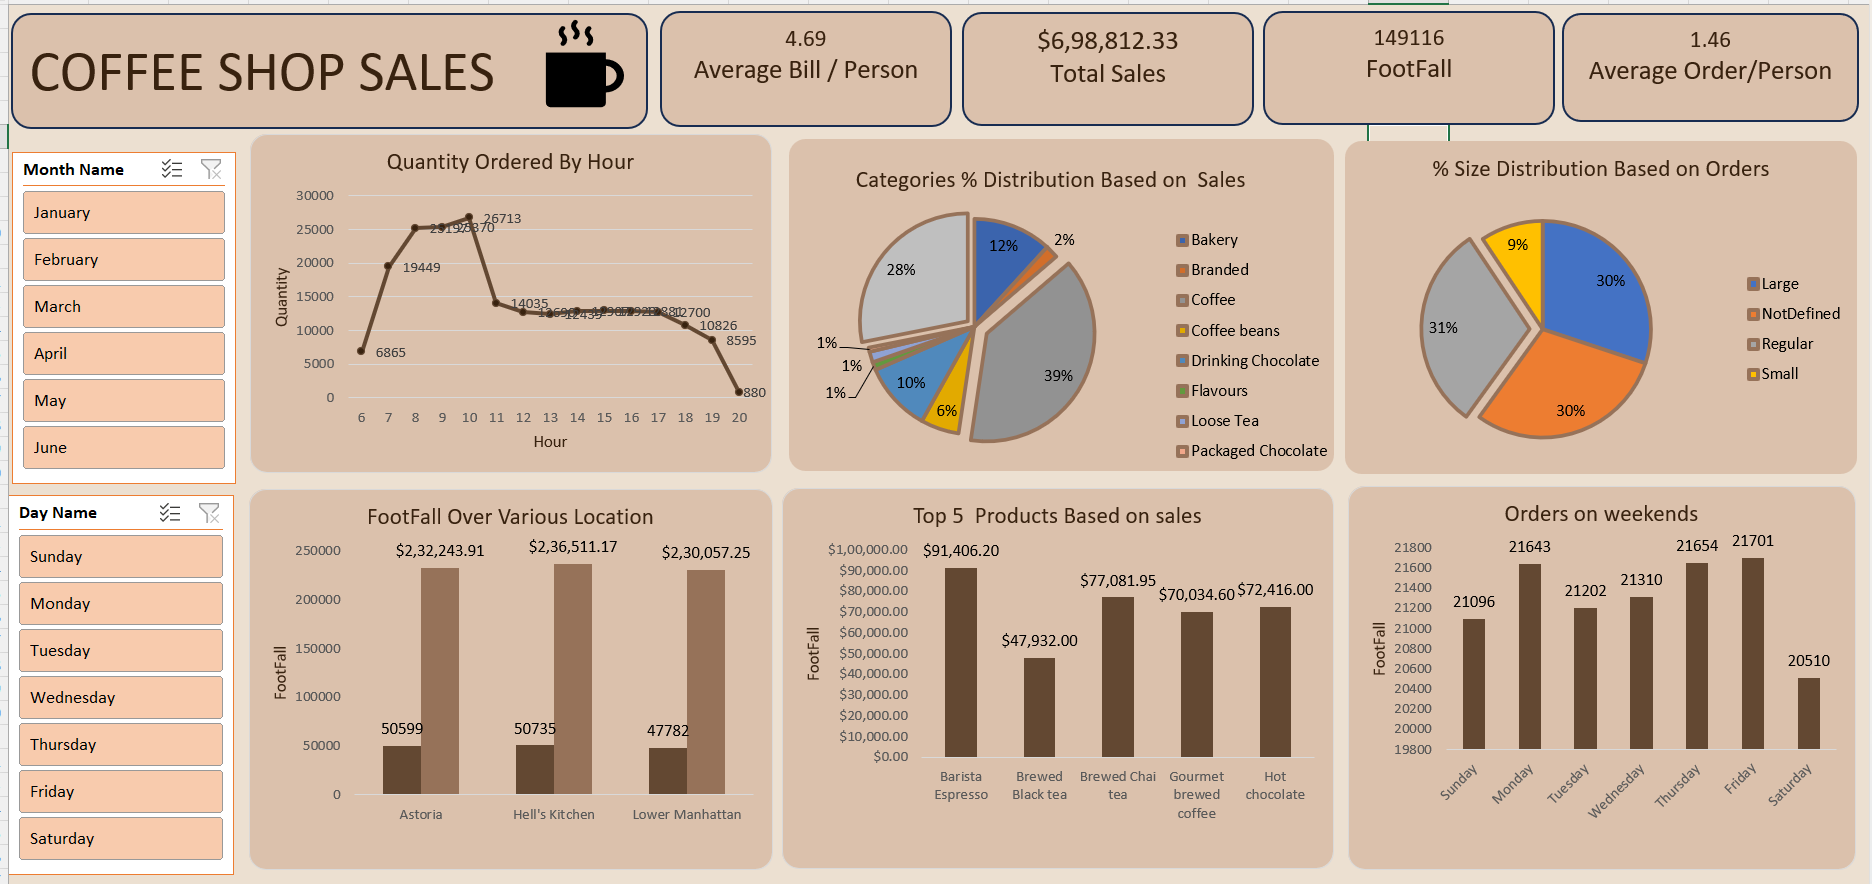 COFFEE SHOP SALES
4.69
Average Bill / Person
$6,98,812.33
Total Sales
149116
FootFall
1.46
Average Order/Person
Month Name
January
February
March
April
May
June
Day Name
Sunday
Monday
Tuesday
Wednesday
Thursday
Friday
Saturday
Quantity Ordered By Hour
Quantity
30000
25000
20000
15000
10000
5000
0
6865
19449
26713
14035
12700
10826
8595
880
6 7 8 9 10 11 12 13 14 15 16 17 18 19 20
Hour
Categories % Distribution Based on Sales
12%
2%
39%
6%
10%
1%
1%
1%
28%
Bakery
Branded
Coffee
Coffee beans
Drinking Chocolate
Flavours
Loose Tea
Packaged Chocolate
% Size Distribution Based on Orders
30%
30%
31%
9%
Large
NotDefined
Regular
Small
FootFall Over Various Location
FootFall
250000
200000
150000
100000
50000
0
$2,32,243.91
$2,36,511.17
$2,30,057.25
50599
50735
47782
Astoria
Hell's Kitchen
Lower Manhattan
Top 5 Products Based on sales
FootFall
$1,00,000.00
$90,000.00
$80,000.00
$70,000.00
$60,000.00
$50,000.00
$40,000.00
$30,000.00
$20,000.00
$10,000.00
$0.00
$91,406.20
$47,932.00
$77,081.95
$70,034.60
$72,416.00
Barista
Espresso
Brewed
Black tea
Brewed Chai
tea
Gourmet
brewed
coffee
Hot
chocolate
Orders on weekends
FootFall
21800
21600
21400
21200
21000
20800
20600
20400
20200
20000
19800
21096
21643
21202
21310
21654
21701
20510
Sunday
Monday
Tuesday
Wednesday
Thursday
Friday
Saturday